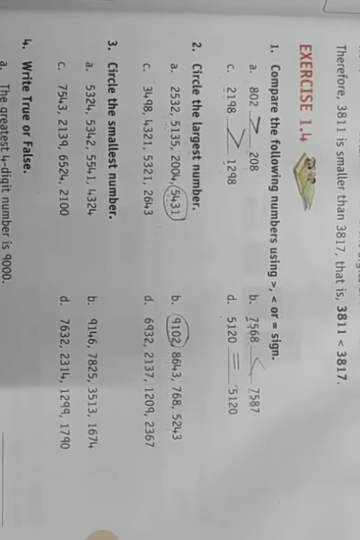 Therefore, 3811 is smaller than 3817, that is, 3811 < 3817.
EXERCISE 1.4
1. Compare the following numbers using >, < or = sign.
a. 802 > 208
b. 7568 < 7587
c. 2198 > 1298
d. 5120 = 5120
2. Circle the largest number.
a. 2532, 5135, 2004, 5431
b. 9102, 8643, 768, 5243
c. 3498, 4321, 5321, 2643
d. 6932, 2137, 1209, 2367
3. Circle the smallest number.
a. 5324, 5342, 5541, 4324
b. 9146, 7825, 3513, 1674
c. 7543, 2139, 6524, 2100
d. 7632, 2314, 1299, 1790
4. Write True or False.
a. The greatest 4-digit number is 9000.